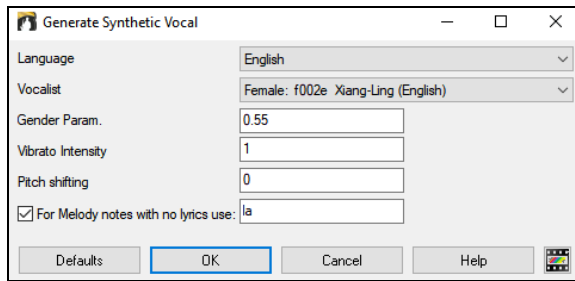 Generate Synthetic Vocal
Language English
Vocalist Female: f002e Xiang-Ling (English)
Gender Param. 0.55
Vibrato Intensity 1
Pitch shifting 0
For Melody notes with no lyrics use: la
Defaults OK Cancel Help